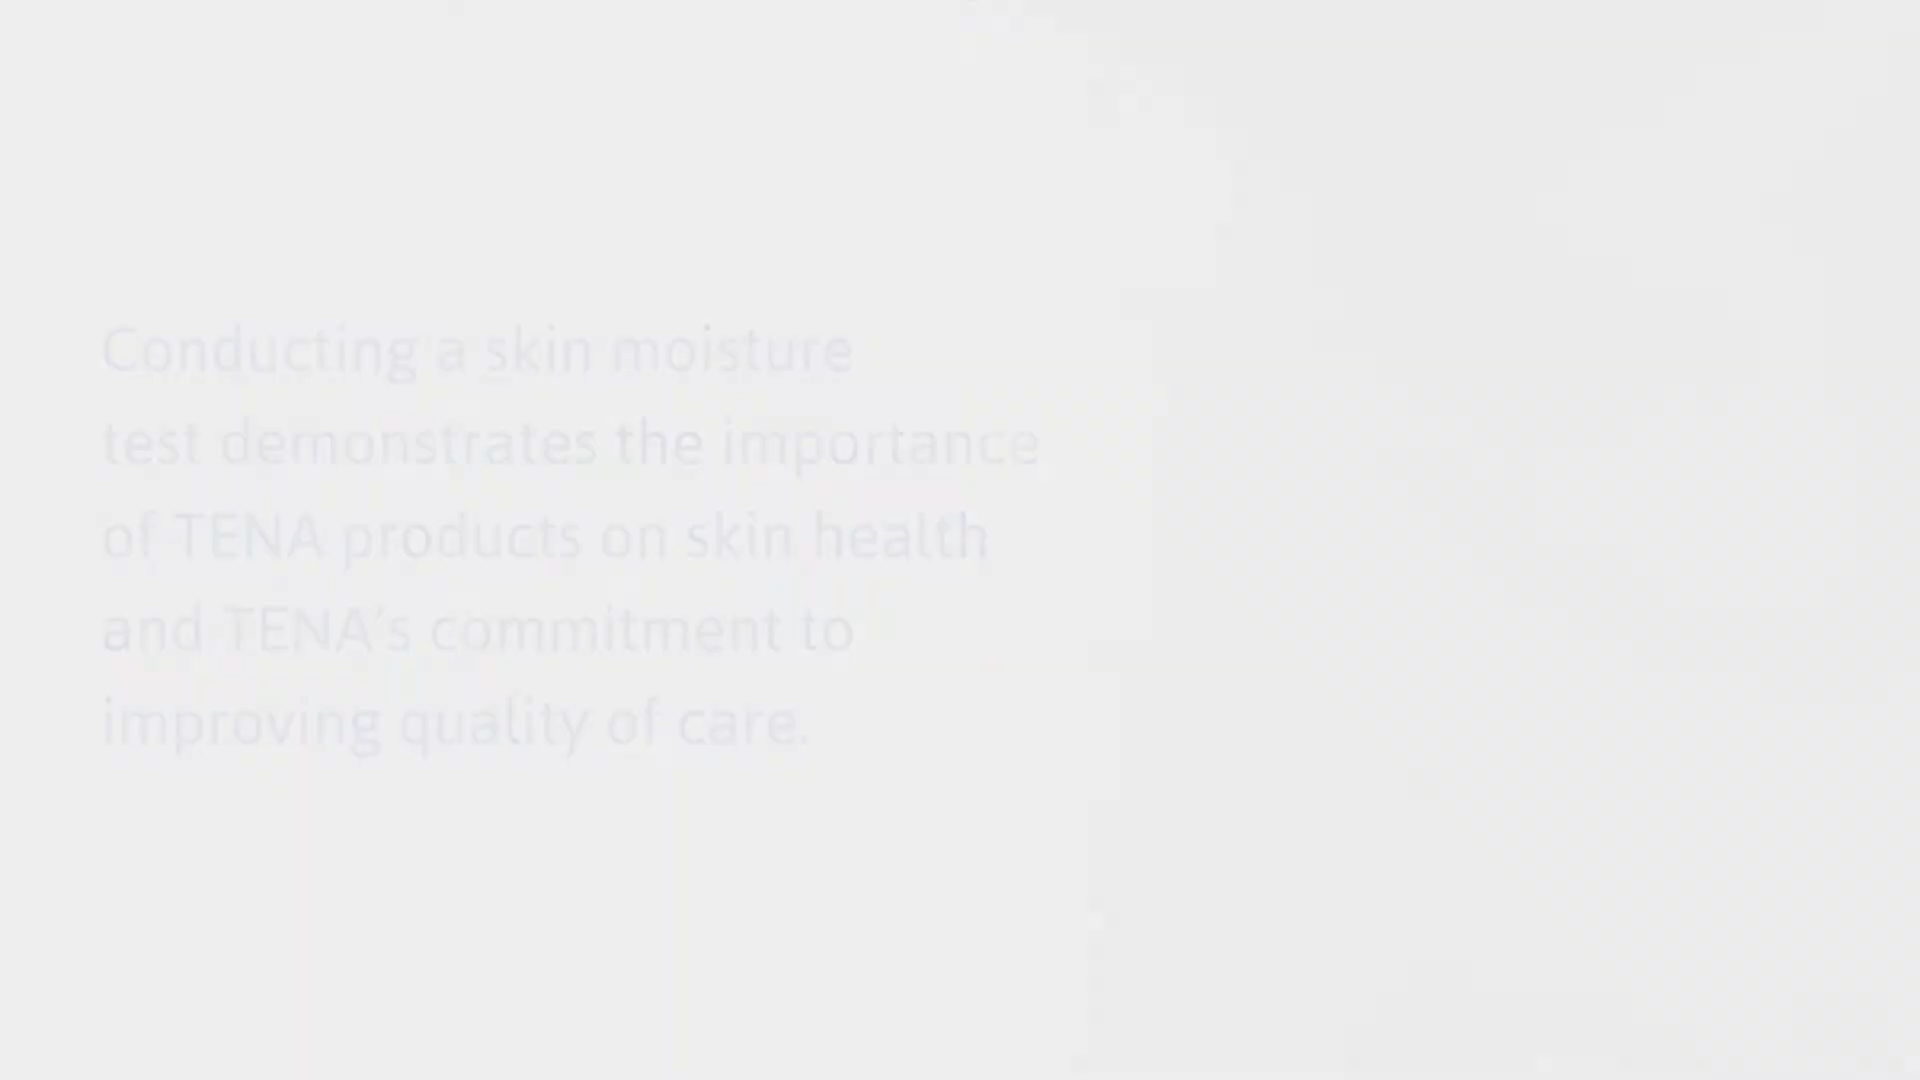 Conducting a skin moisture
test demonstrates the importance
of TENA products on skin health
and TENA's commitment to
improving quality of care.